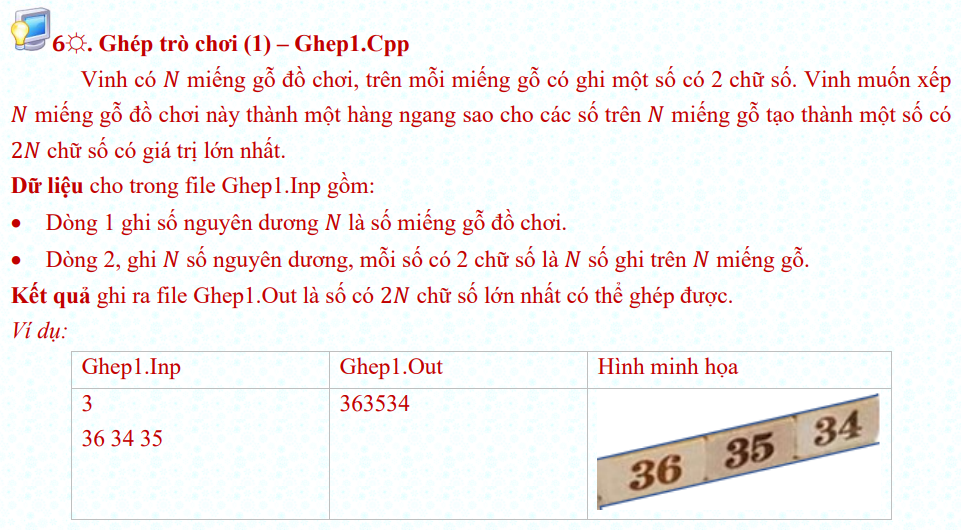 6☼. Ghép trò chơi (1) – Ghep1.Cpp
Vinh có N miếng gỗ đồ chơi, trên mỗi miếng gỗ có ghi một số có 2 chữ số. Vinh muốn xếp
N miếng gỗ đồ chơi này thành một hàng ngang sao cho các số trên N miếng gỗ tạo thành một số có
2N chữ số có giá trị lớn nhất.
Dữ liệu cho trong file Ghep1.Inp gồm:
• Dòng 1 ghi số nguyên dương N là số miếng gỗ đồ chơi.
• Dòng 2, ghi N số nguyên dương, mỗi số có 2 chữ số là N số ghi trên N miếng gỗ.
Kết quả ghi ra file Ghep1.Out là số có 2N chữ số lớn nhất có thể ghép được.
Ví dụ:
Ghep1.Inp Ghep1.Out Hình minh họa
3 363534
36 34 35
36 35 34